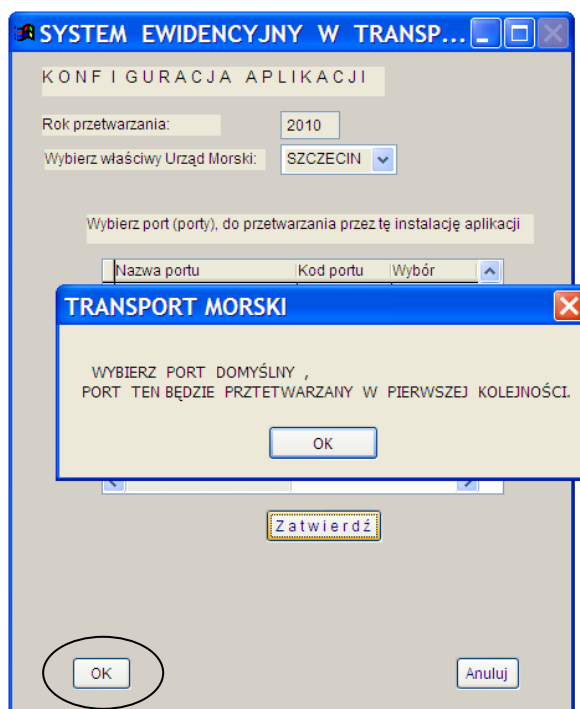 SYSTEM EWIDENCYJNY W TRANSP...
KONFIGURACJA APLIKACJI
Rok przetwarzania: 2010
Wybierz właściwy Urząd Morski: SZCZECIN
Wybierz port (porty), do przetwarzania przez tę instalację aplikacji
Nazwa portu Kod portu Wybór
TRANSPORT MORSKI
WYBIERZ PORT DOMYŚLNY ,
PORT TEN BĘDZIE PRZTETWARZANY W PIERWSZEJ KOLEJNOŚCI.
OK
Zatwierdź
OK Anuluj